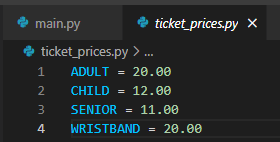 main.py ticket_prices.py ×
ticket_prices.py > ...
1 ADULT = 20.00
2 CHILD = 12.00
3 SENIOR = 11.00
4 WRISTBAND = 20.00